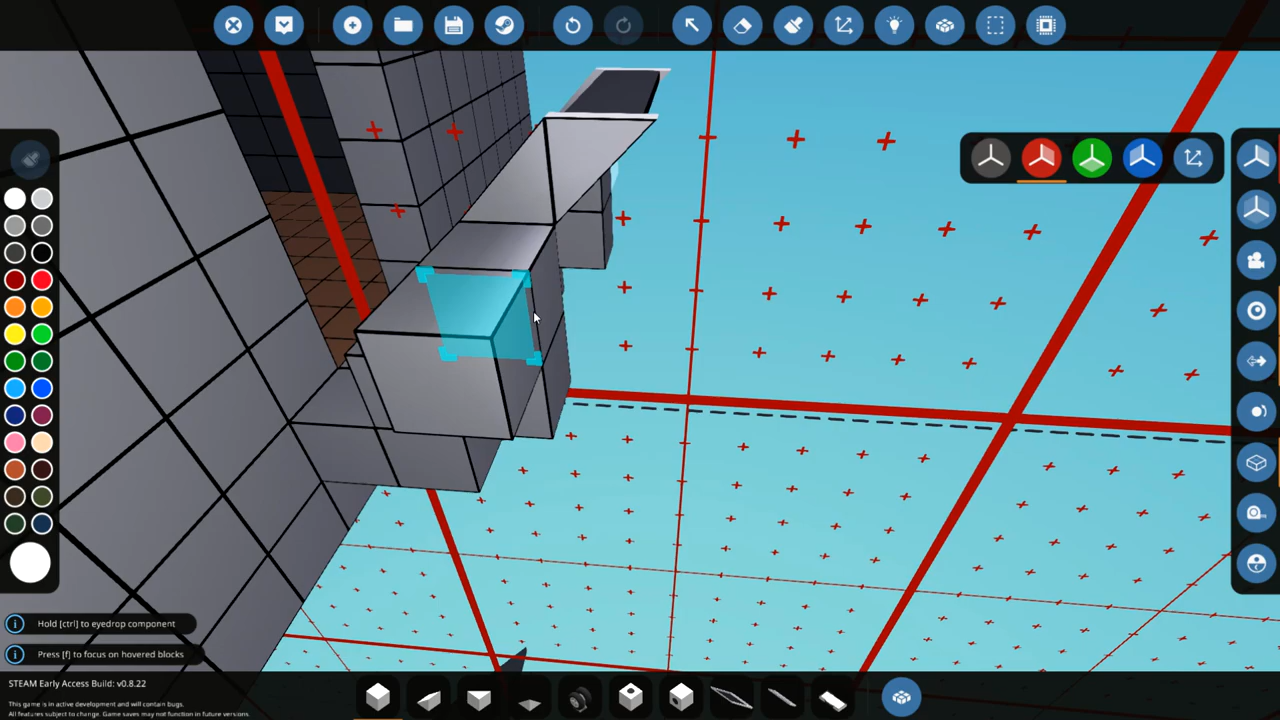 Hold [ctrl] to eyedrop component
Press [f] to focus on hovered blocks
STEAM Early Access Build: v0.8.22
This game is in active development and will contain bugs.
All features subject to change. Game saves may not function in future versions.